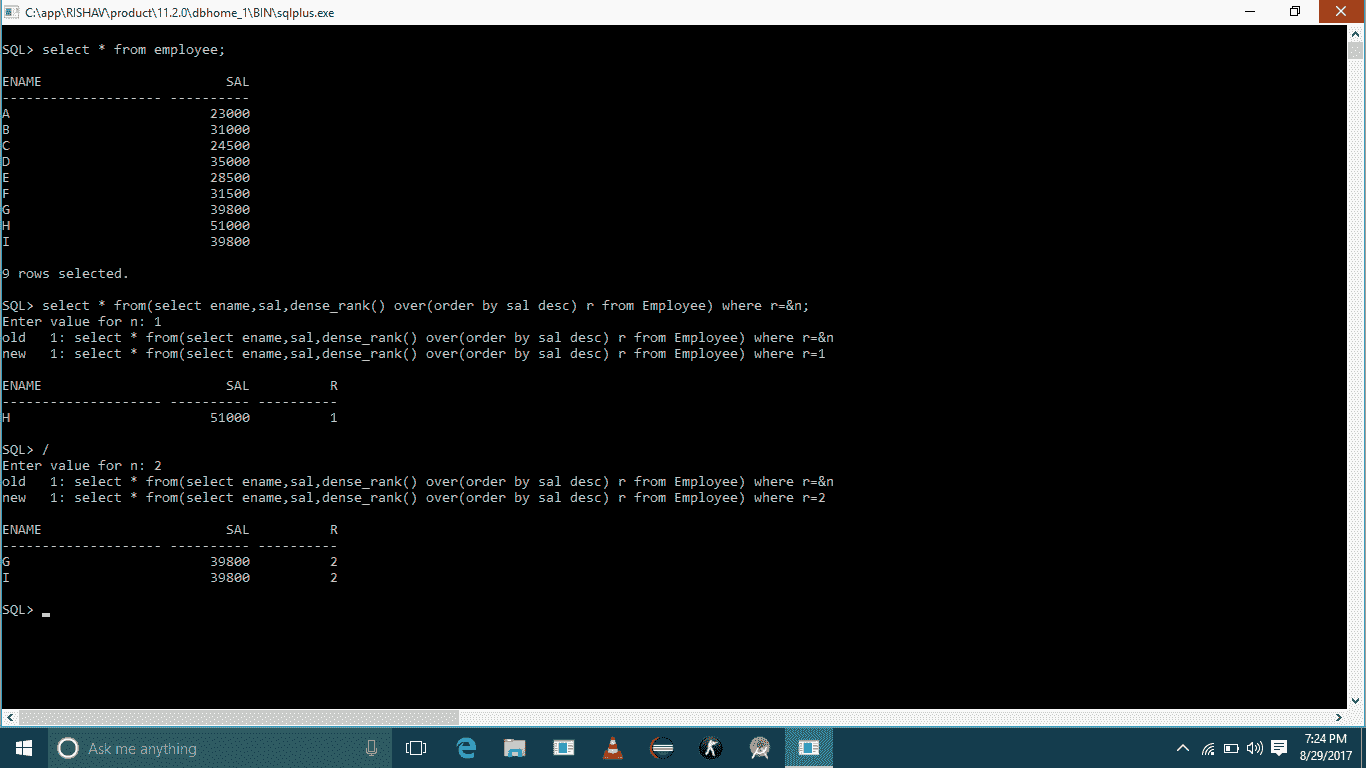 C:\app\RISHAV\product\11.2.0\dbhome_1\BIN\sqlplus.exe
SQL> select * from employee;
ENAME SAL
-------------------- ----------
A 23000
B 31000
C 24500
D 35000
E 28500
F 31500
G 39800
H 51000
I 39800
9 rows selected.
SQL> select * from(select ename,sal,dense_rank() over(order by sal desc) r from Employee) where r=&n;
Enter value for n: 1
old 1: select * from(select ename,sal,dense_rank() over(order by sal desc) r from Employee) where r=&n
new 1: select * from(select ename,sal,dense_rank() over(order by sal desc) r from Employee) where r=1
ENAME SAL R
-------------------- ---------- ----------
H 51000 1
SQL> /
Enter value for n: 2
old 1: select * from(select ename,sal,dense_rank() over(order by sal desc) r from Employee) where r=&n
new 1: select * from(select ename,sal,dense_rank() over(order by sal desc) r from Employee) where r=2
ENAME SAL R
-------------------- ---------- ----------
G 39800 2
I 39800 2
SQL> _
Ask me anything
7:24 PM
8/29/2017